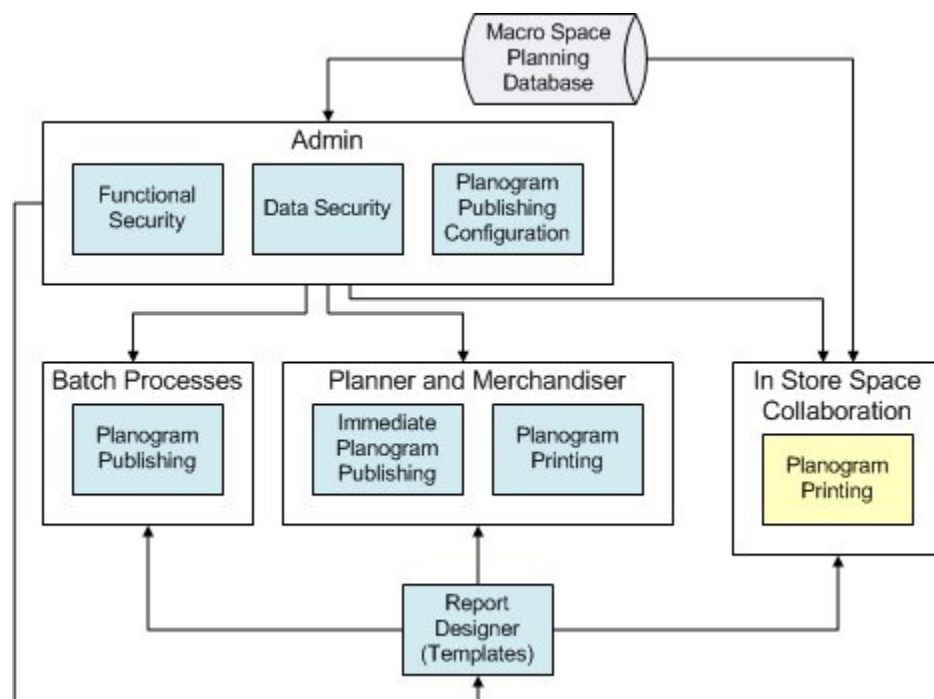 Macro Space
Planning
Database
Admin
Functional
Security
Data Security
Planogram
Publishing
Configuration
Batch Processes
Planogram
Publishing
Planner and Merchandiser
Immediate
Planogram
Publishing
Planogram
Printing
In Store Space
Collaboration
Planogram
Printing
Report
Designer
(Templates)